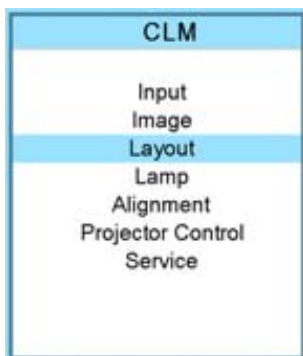 CLM
Input
Image
Layout
Lamp
Alignment
Projector Control
Service